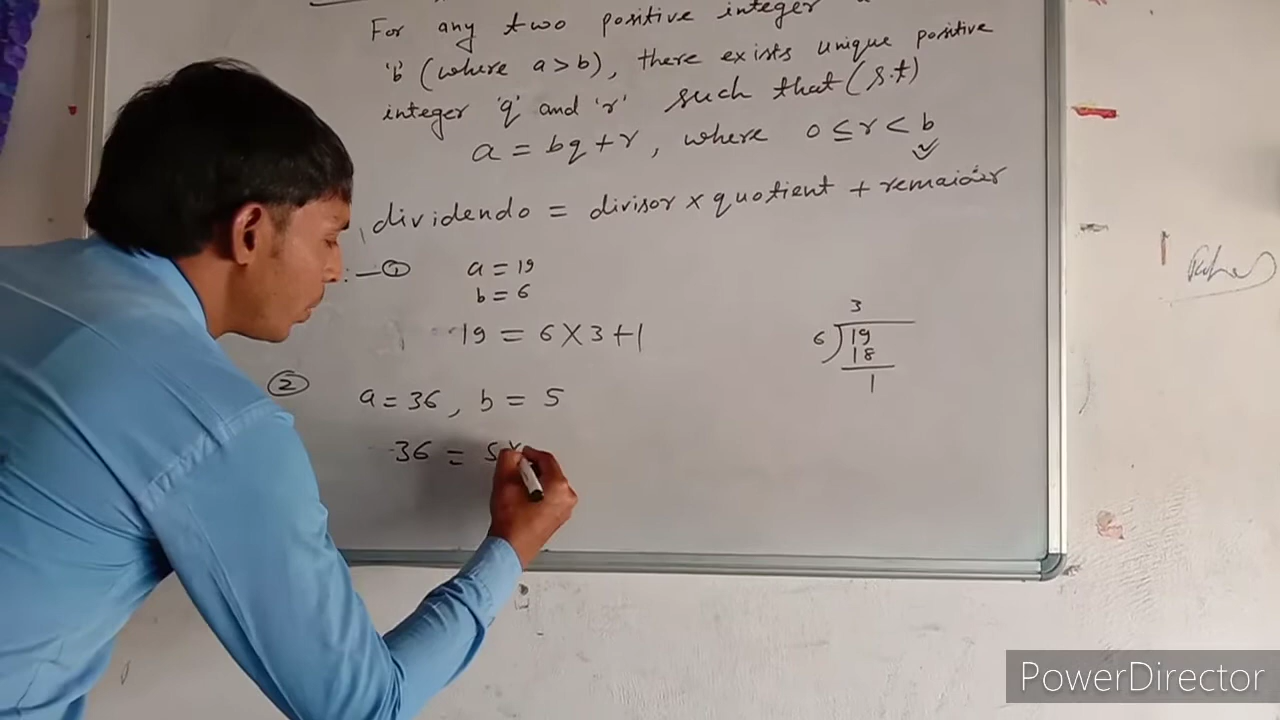 For any two positive integer
'b' (where a > b), there exists unique positive
integer 'q' and 'r' such that (s.t)
a = bq + r , where 0 ≤ r < b
dividendo = divisor × quotient + remaider
:— ① a = 19
b = 6
19 = 6 × 3 + 1
3
6 19
18
1
② a = 36 , b = 5
36 = 5 ×
PowerDirector